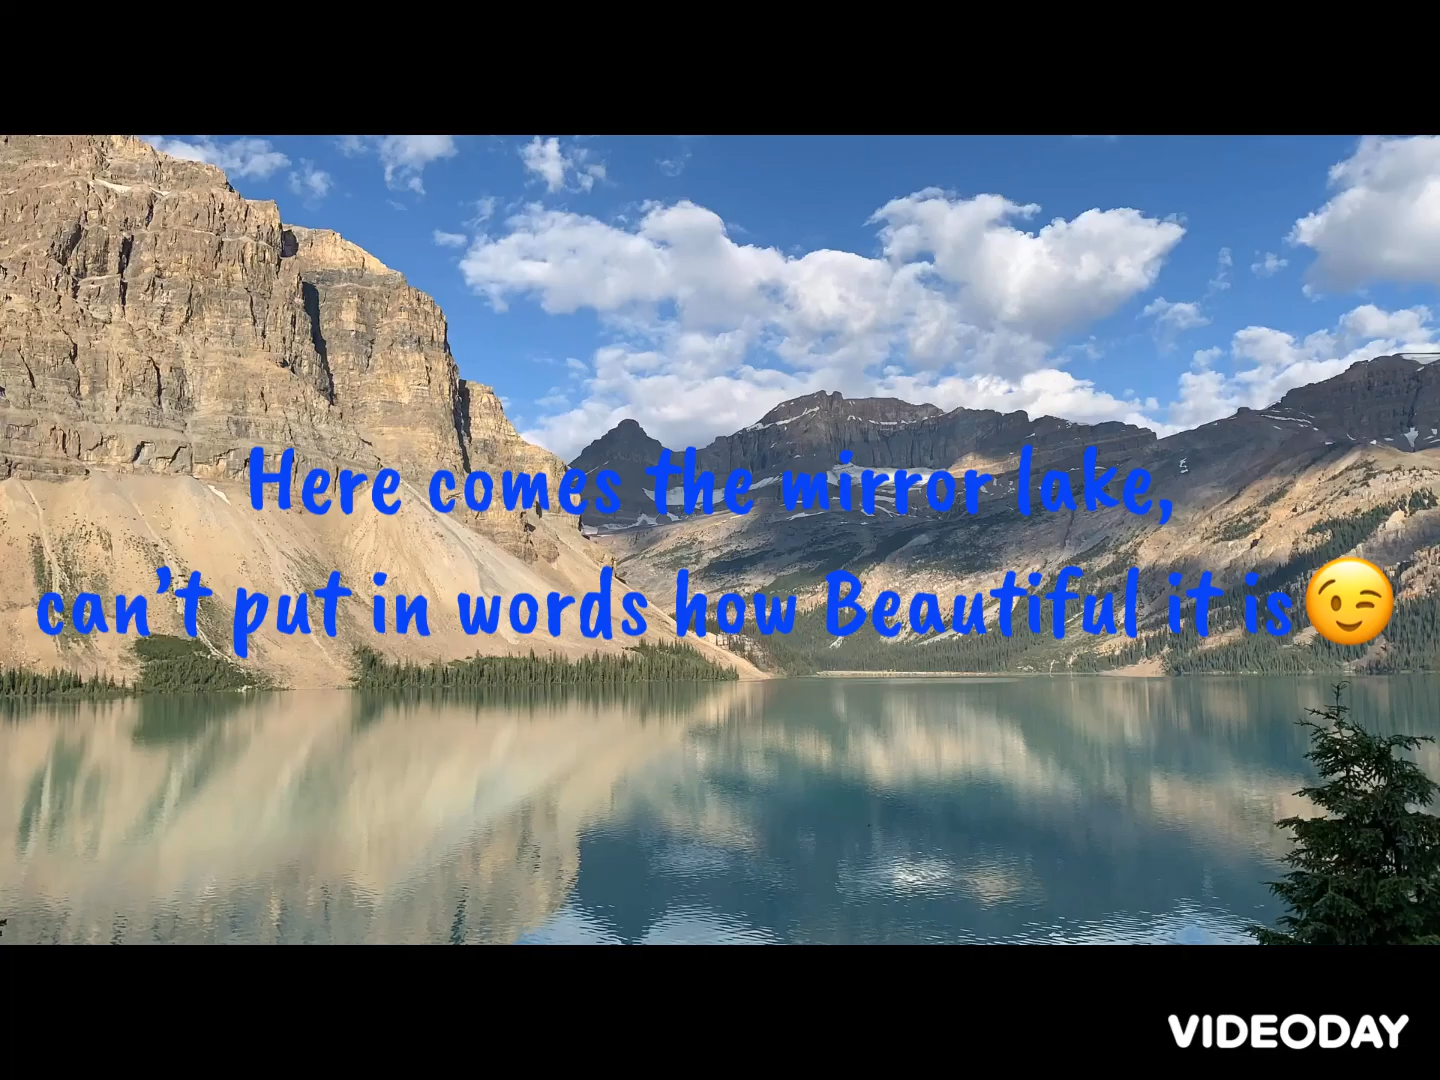 Here comes the mirror lake,
can't put in words how Beautiful it is😉
VIDEODAY